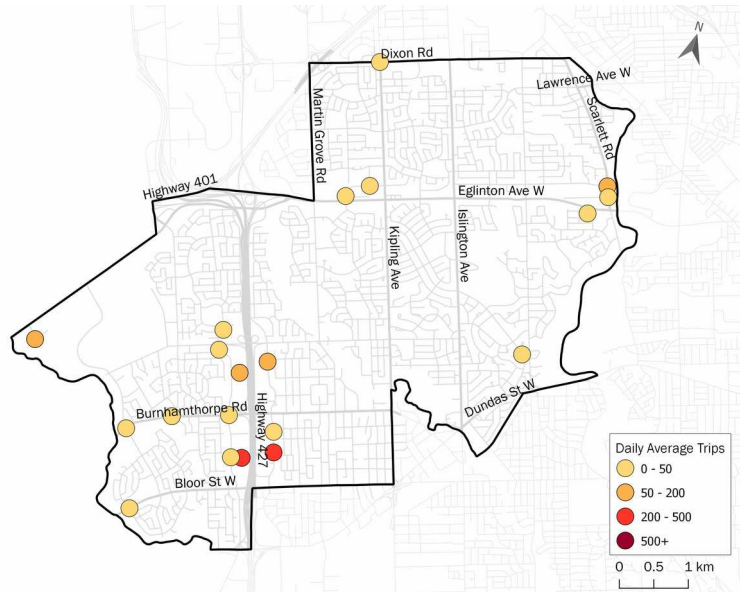 N
Dixon Rd
Lawrence Ave W
Martin Grove Rd
Scarlett Rd
Highway 401
Eglinton Ave W
Kipling Ave
Islington Ave
Dundas St W
Burnhamthorpe Rd
Highway 427
Bloor St W
Daily Average Trips
0 - 50
50 - 200
200 - 500
500+
0 0.5 1 km